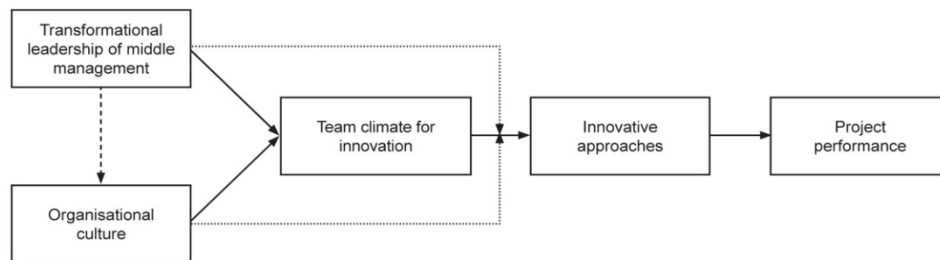 Transformational
leadership of middle
management
Team climate for
innovation
Innovative
approaches
Project
performance
Organisational
culture